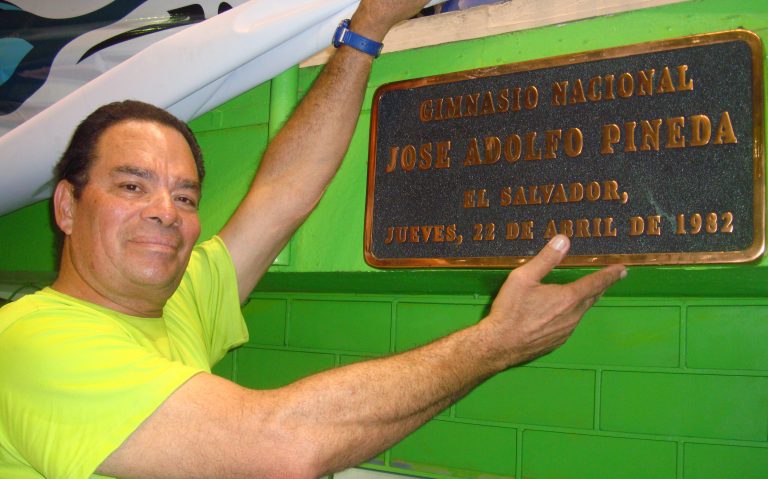 GIMNASIO NACIONAL
JOSE ADOLFO PINEDA
EL SALVADOR,
JUEVES, 22 DE ABRIL DE 1982